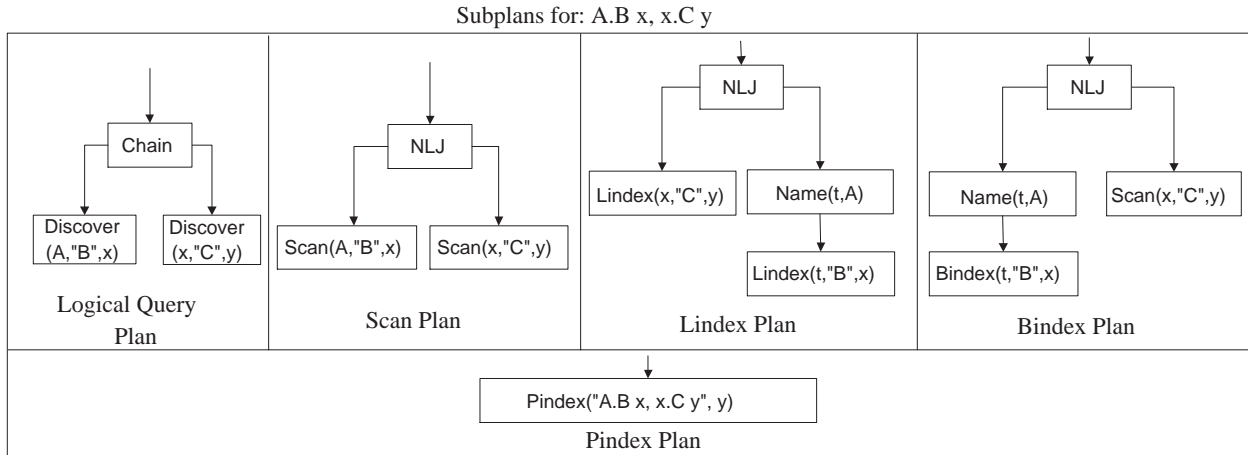 Subplans for: A.B x, x.C y
Chain
Discover
(A,"B",x)
Discover
(x,"C",y)
Logical Query
Plan
NLJ
Scan(A,"B",x)
Scan(x,"C",y)
Scan Plan
NLJ
Lindex(x,"C",y)
Name(t,A)
Lindex(t,"B",x)
Lindex Plan
NLJ
Name(t,A)
Scan(x,"C",y)
Bindex(t,"B",x)
Bindex Plan
Pindex("A.B x, x.C y", y)
Pindex Plan